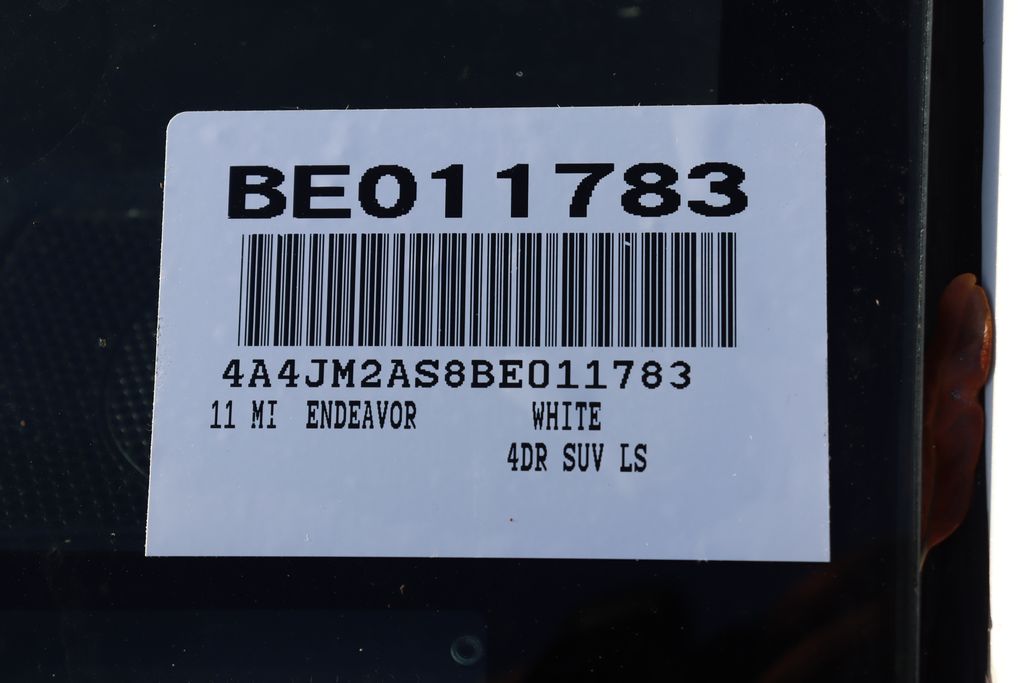 BE011783
4A4JM2AS8BE011783
11 MI ENDEAVOR WHITE
4DR SUV LS